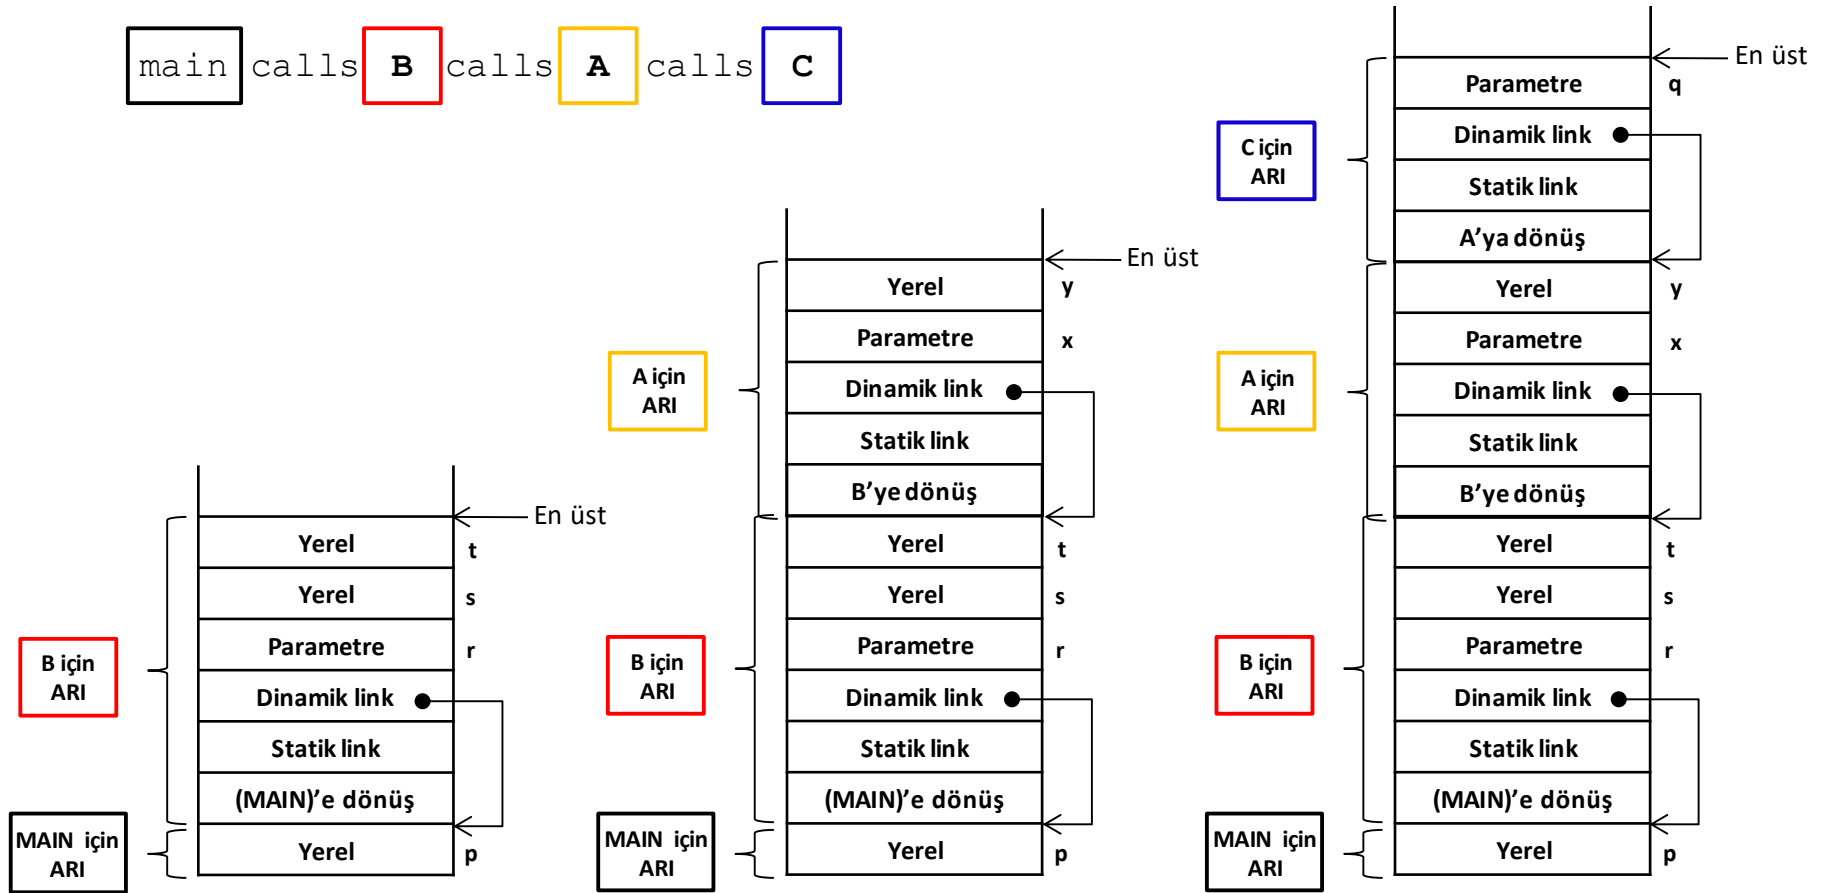 main calls B calls A calls C
En üst
Yerel t
Yerel s
Parametre r
Dinamik link
Statik link
(MAIN)'e dönüş
Yerel p
B için
ARI
MAIN için
ARI
En üst
Yerel y
Parametre x
Dinamik link
Statik link
B'ye dönüş
Yerel t
Yerel s
Parametre r
Dinamik link
Statik link
(MAIN)'e dönüş
Yerel p
A için
ARI
B için
ARI
MAIN için
ARI
En üst
Parametre q
Dinamik link
Statik link
A'ya dönüş
Yerel y
Parametre x
Dinamik link
Statik link
B'ye dönüş
Yerel t
Yerel s
Parametre r
Dinamik link
Statik link
(MAIN)'e dönüş
Yerel p
C için
ARI
A için
ARI
B için
ARI
MAIN için
ARI